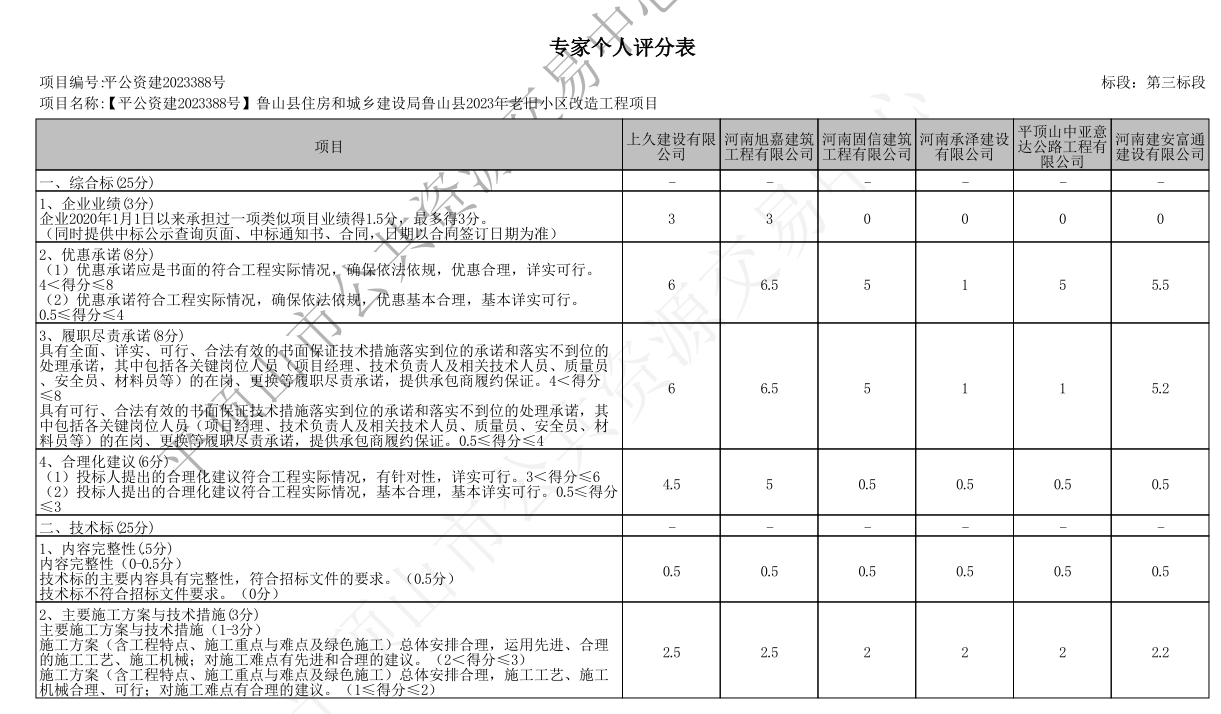 专家个人评分表
项目编号:平公资建2023388号
标段：第三标段
项目名称:【平公资建2023388号】鲁山县住房和城乡建设局鲁山县2023年老旧小区改造工程项目
项目
上久建设有限
公司
河南旭嘉建筑
工程有限公司
河南固信建筑
工程有限公司
河南承泽建设
有限公司
平顶山中亚意
达公路工程有
限公司
河南建安富通
建设有限公司
一、综合标(25分)
- - - - - -
1、企业业绩(3分)
企业2020年1月1日以来承担过一项类似项目业绩得1.5分，最多得3分。
（同时提供中标公示查询页面、中标通知书、合同，日期以合同签订日期为准）
3 3 0 0 0 0
2、优惠承诺(8分)
（1）优惠承诺应是书面的符合工程实际情况，确保依法依规，优惠合理，详实可行。
4＜得分≤8
（2）优惠承诺符合工程实际情况，确保依法依规，优惠基本合理，基本详实可行。
0.5≤得分≤4
6 6.5 5 1 5 5.5
3、履职尽责承诺(8分)
具有全面、详实、可行、合法有效的书面保证技术措施落实到位的承诺和落实不到位的
处理承诺，其中包括各关键岗位人员（项目经理、技术负责人及相关技术人员、质量员
、安全员、材料员等）的在岗、更换等履职尽责承诺，提供承包商履约保证。4＜得分
≤8
具有可行、合法有效的书面保证技术措施落实到位的承诺和落实不到位的处理承诺，其
中包括各关键岗位人员（项目经理、技术负责人及相关技术人员、质量员、安全员、材
料员等）的在岗、更换等履职尽责承诺，提供承包商履约保证。0.5≤得分≤4
6 6.5 5 1 1 5.2
4、合理化建议(6分)
（1）投标人提出的合理化建议符合工程实际情况，有针对性，详实可行。3＜得分≤6
（2）投标人提出的合理化建议符合工程实际情况，基本合理，基本详实可行。0.5≤得分
≤3
4.5 5 0.5 0.5 0.5 0.5
二、技术标(25分)
- - - - - -
1、内容完整性(.5分)
内容完整性（0-0.5分）
技术标的主要内容具有完整性，符合招标文件的要求。（0.5分）
技术标不符合招标文件要求。（0分）
0.5 0.5 0.5 0.5 0.5 0.5
2、主要施工方案与技术措施(3分)
主要施工方案与技术措施（1-3分）
施工方案（含工程特点、施工重点与难点及绿色施工）总体安排合理，运用先进、合理
的施工工艺、施工机械；对施工难点有先进和合理的建议。（2＜得分≤3）
施工方案（含工程特点、施工重点与难点及绿色施工）总体安排合理，施工工艺、施工
机械合理、可行；对施工难点有合理的建议。（1≤得分≤2）
2.5 2.5 2 2 2 2.2
平顶山市公共资源交易中心
平顶山市公共资源交易中心